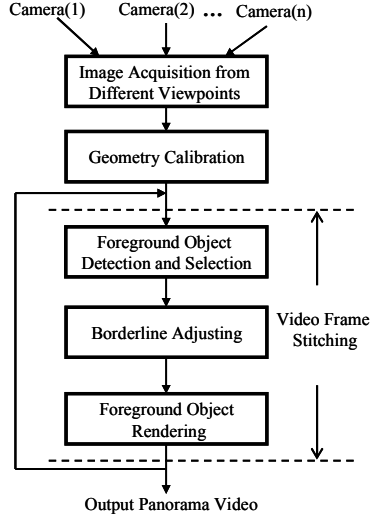 Camera(1) Camera(2) ... Camera(n)
Image Acquisition from
Different Viewpoints
Geometry Calibration
Foreground Object
Detection and Selection
Borderline Adjusting
Video Frame
Stitching
Foreground Object
Rendering
Output Panorama Video